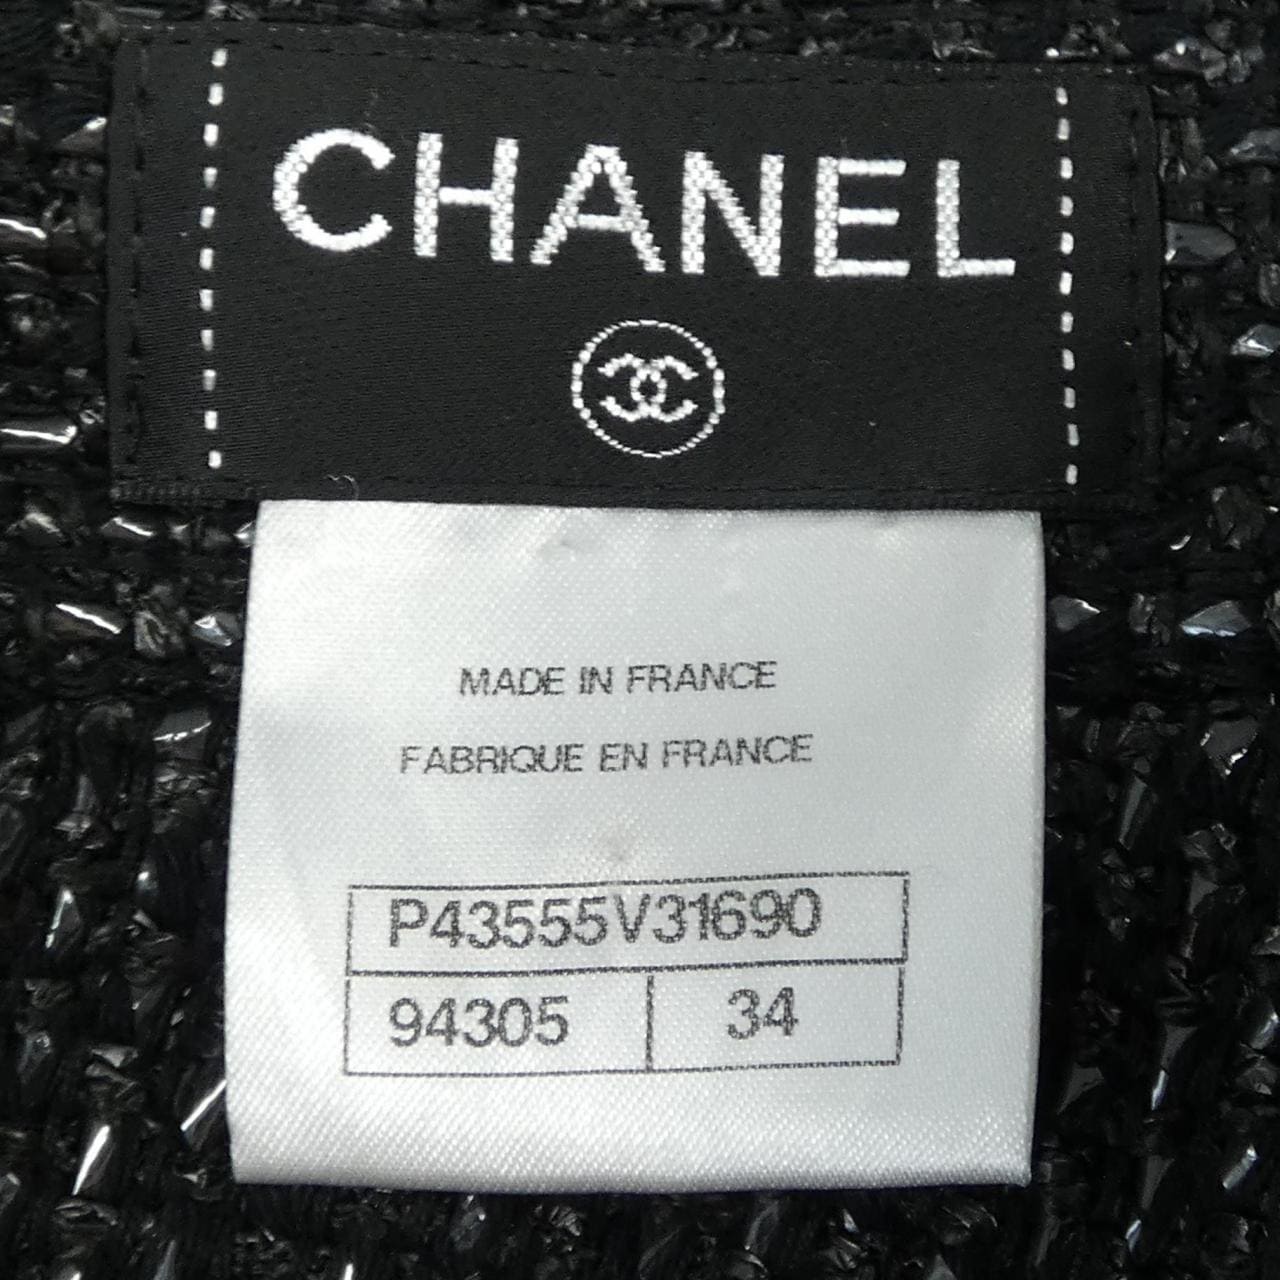 CHANEL
MADE IN FRANCE
FABRIQUE EN FRANCE
P43555V31690
94305 34